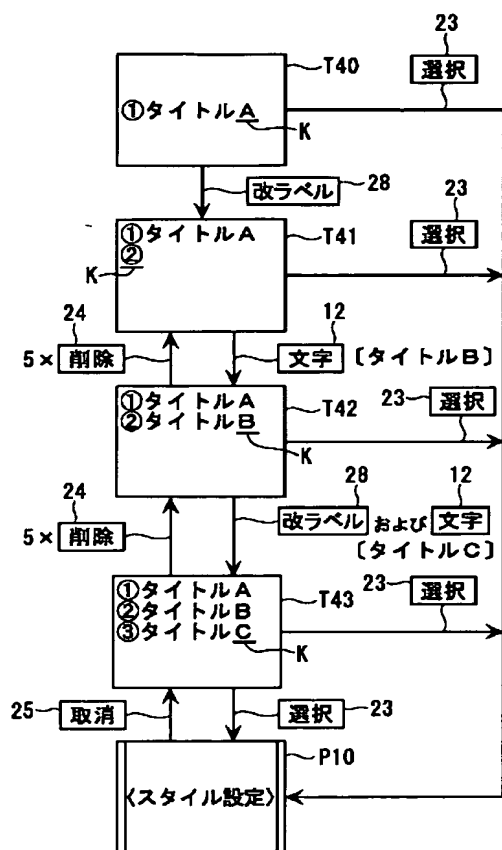 23
T40
選択
①タイトルA
K
改ラベル 28
23
①タイトルA
T41
選択
②
K
24
12
5× 削除
文字 〔タイトルB〕
①タイトルA
T42
23 選択
②タイトルB
K
24
28
12
5× 削除
改ラベル および 文字
〔タイトルC〕
①タイトルA
T43
23 選択
②タイトルB
③タイトルC
K
25 取消
選択 23
P10
〈スタイル設定〉